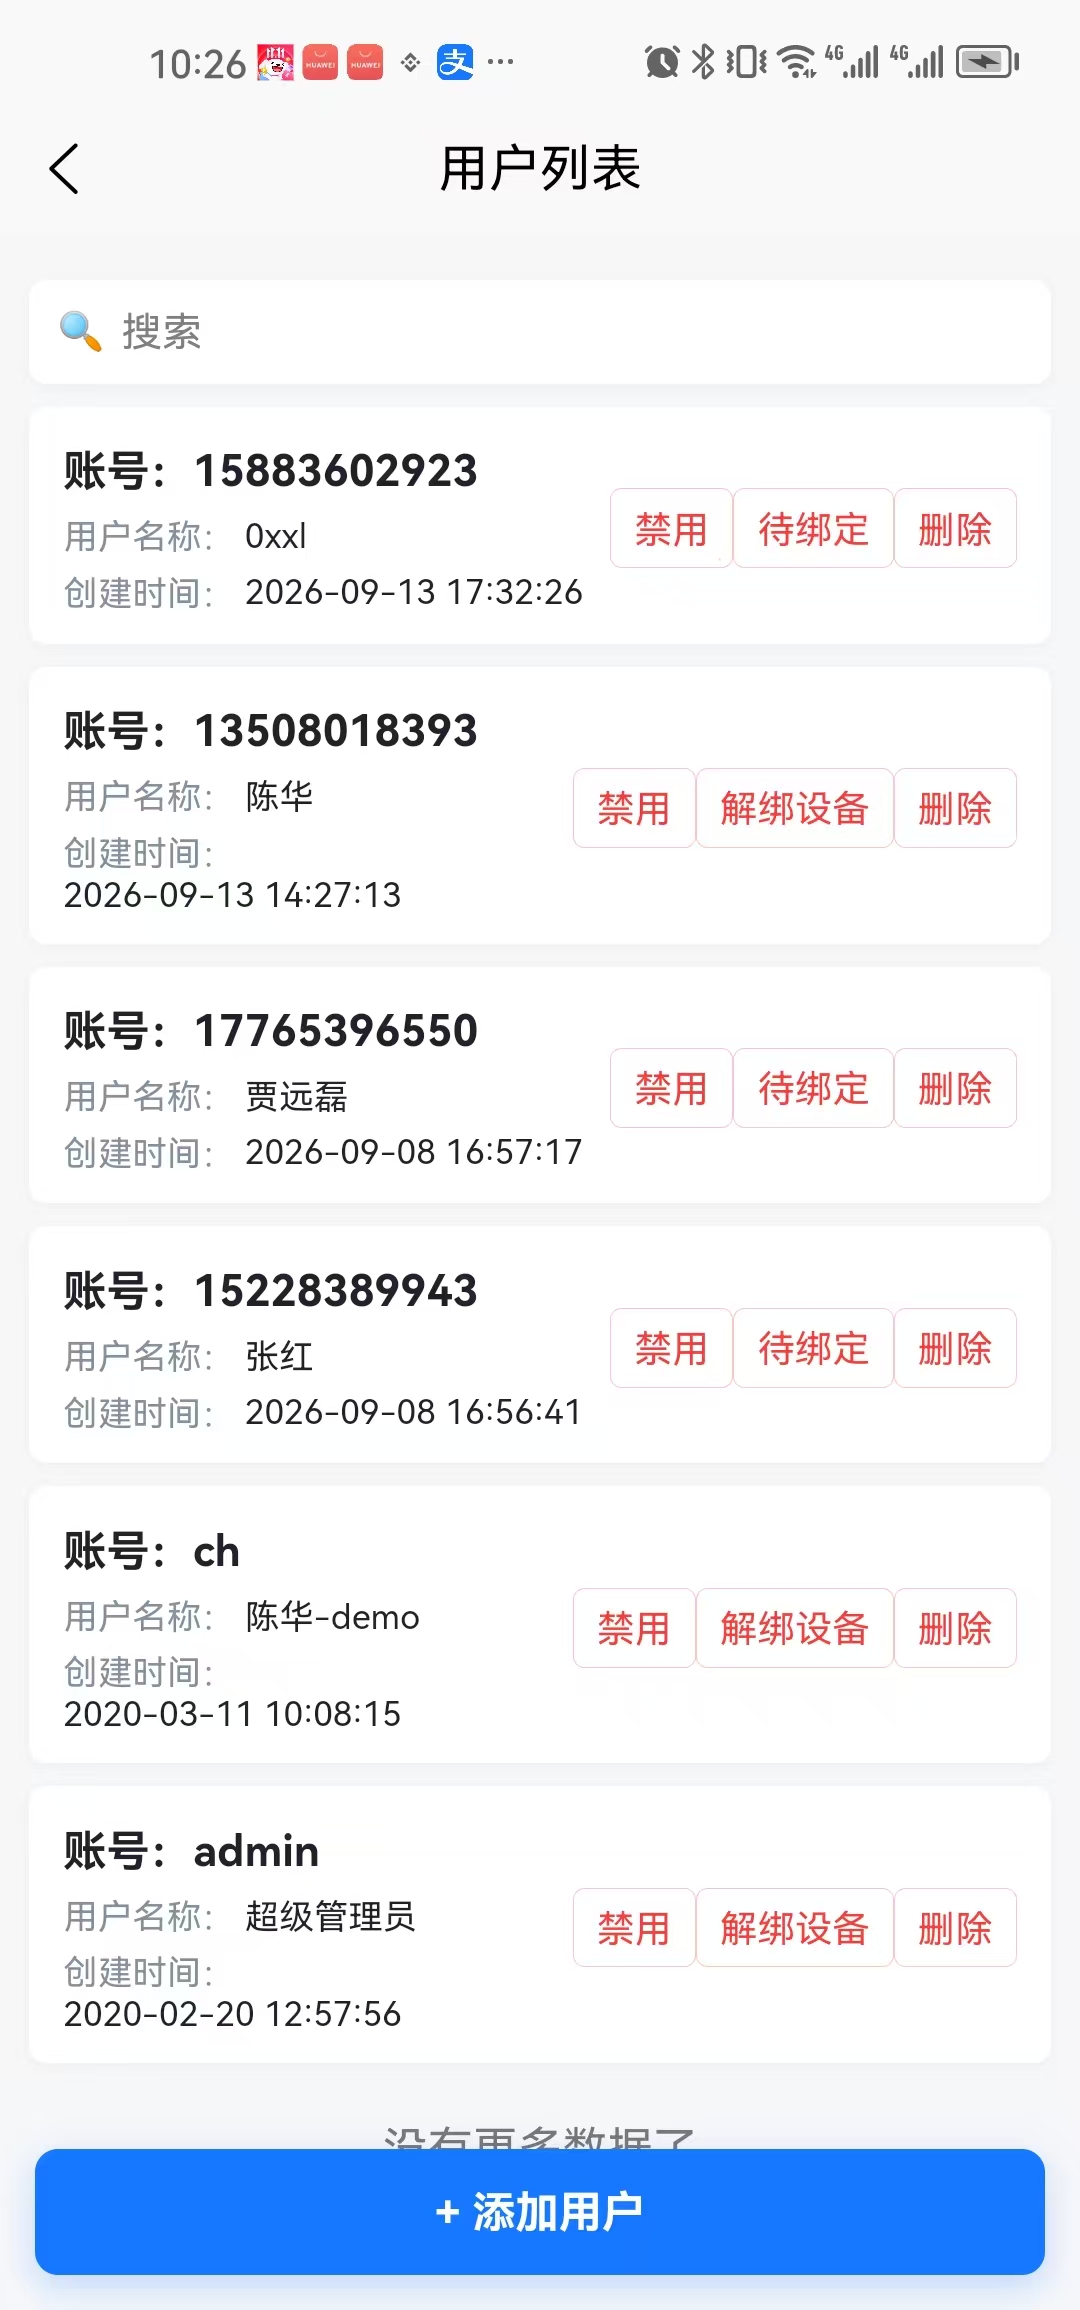 10:26
HUAWEI HUAWEI 支 ...
4G 4G
用户列表
搜索
账号： 15883602923
用户名称： 0xxl
创建时间： 2026-09-13 17:32:26
禁用 待绑定 删除
账号： 13508018393
用户名称： 陈华
创建时间：
2026-09-13 14:27:13
禁用 解绑设备 删除
账号： 17765396550
用户名称： 贾远磊
创建时间： 2026-09-08 16:57:17
禁用 待绑定 删除
账号： 15228389943
用户名称： 张红
创建时间： 2026-09-08 16:56:41
禁用 待绑定 删除
账号： ch
用户名称： 陈华-demo
创建时间：
2020-03-11 10:08:15
禁用 解绑设备 删除
账号： admin
用户名称： 超级管理员
创建时间：
2020-02-20 12:57:56
禁用 解绑设备 删除
没有更多数据了
+ 添加用户